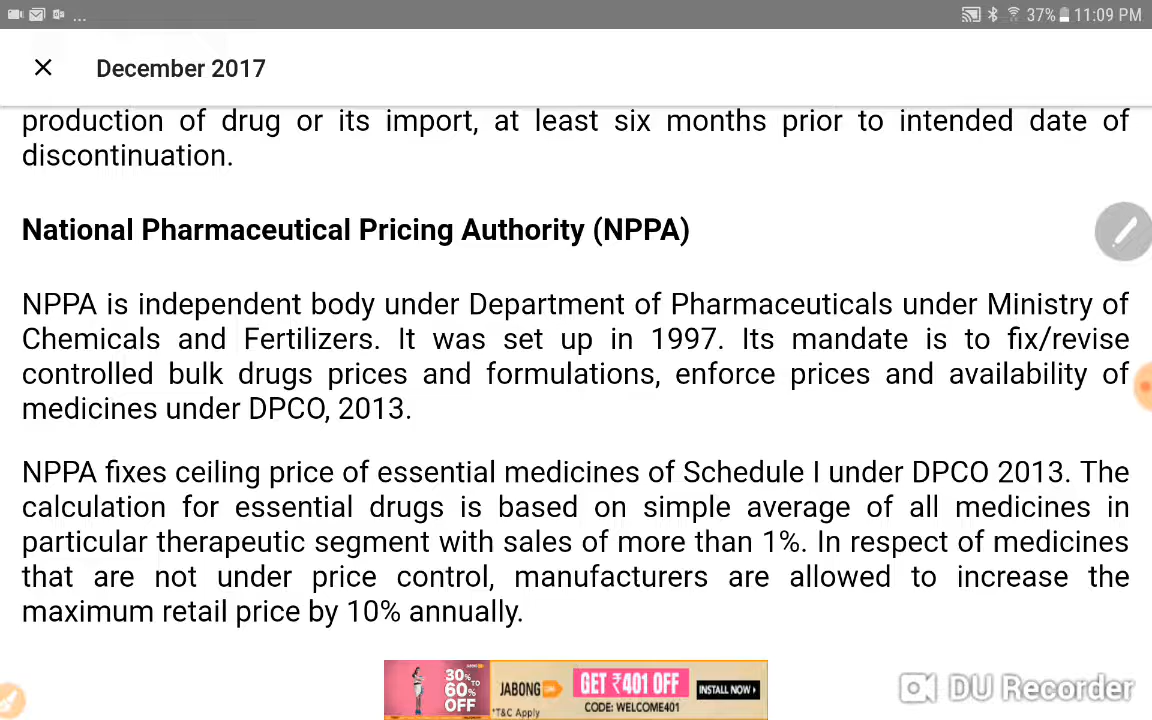 ... 37% 11:09 PM
December 2017
production of drug or its import, at least six months prior to intended date of
discontinuation.
National Pharmaceutical Pricing Authority (NPPA)
NPPA is independent body under Department of Pharmaceuticals under Ministry of
Chemicals and Fertilizers. It was set up in 1997. Its mandate is to fix/revise
controlled bulk drugs prices and formulations, enforce prices and availability of
medicines under DPCO, 2013.
NPPA fixes ceiling price of essential medicines of Schedule I under DPCO 2013. The
calculation for essential drugs is based on simple average of all medicines in
particular therapeutic segment with sales of more than 1%. In respect of medicines
that are not under price control, manufacturers are allowed to increase the
maximum retail price by 10% annually.
30% TO
60%
OFF
JABONG
*T&C Apply
GET ₹401 OFF
CODE: WELCOME401
INSTALL NOW
DU Recorder